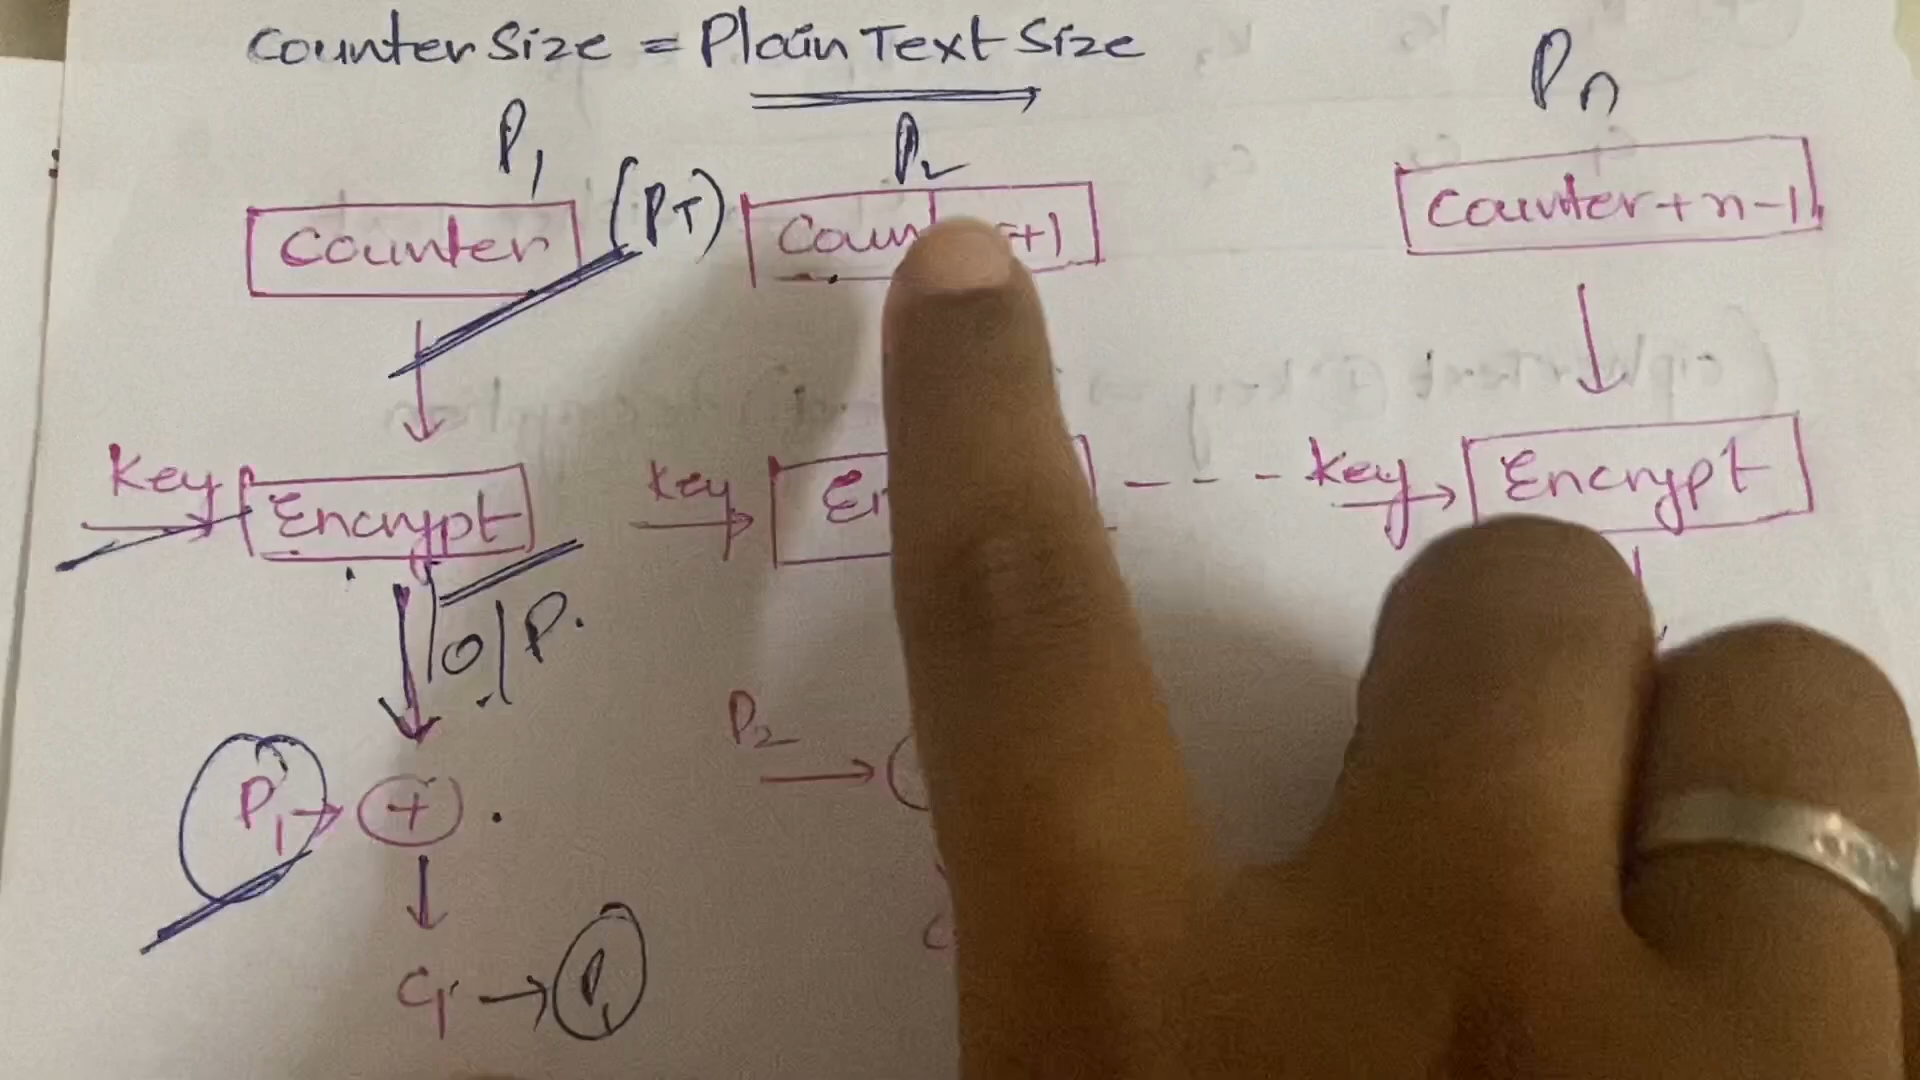 Counter Size = Plain Text Size
P1 P2 Pn
Counter (PT) +1 Counter+n-1
Key Encrypt Key - - - Key Encrypt
O/P.
P1 + P2
C1 → P1